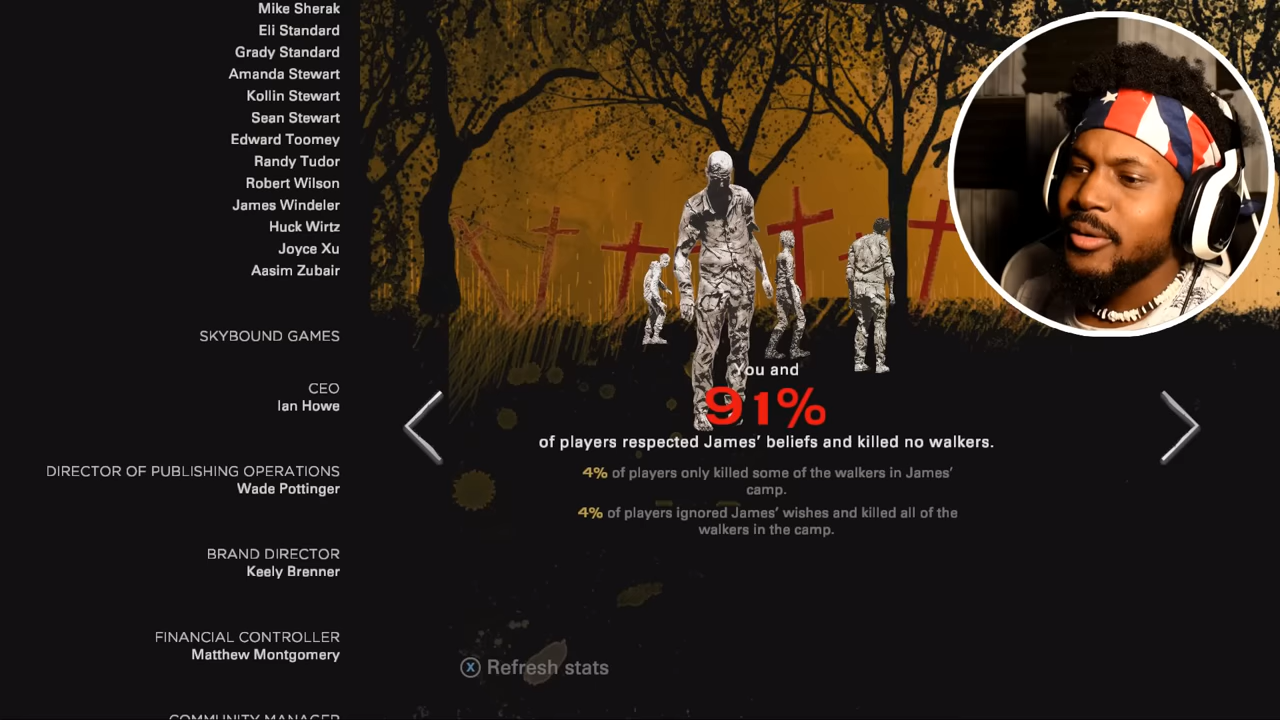 Mike Sherak
Eli Standard
Grady Standard
Amanda Stewart
Kollin Stewart
Sean Stewart
Edward Toomey
Randy Tudor
Robert Wilson
James Windeler
Huck Wirtz
Joyce Xu
Aasim Zubair
SKYBOUND GAMES
CEO
Ian Howe
DIRECTOR OF PUBLISHING OPERATIONS
Wade Pottinger
BRAND DIRECTOR
Keely Brenner
FINANCIAL CONTROLLER
Matthew Montgomery
COMMUNITY MANAGER
You and
91%
of players respected James' beliefs and killed no walkers.
4% of players only killed some of the walkers in James'
camp.
4% of players ignored James' wishes and killed all of the
walkers in the camp.
X Refresh stats